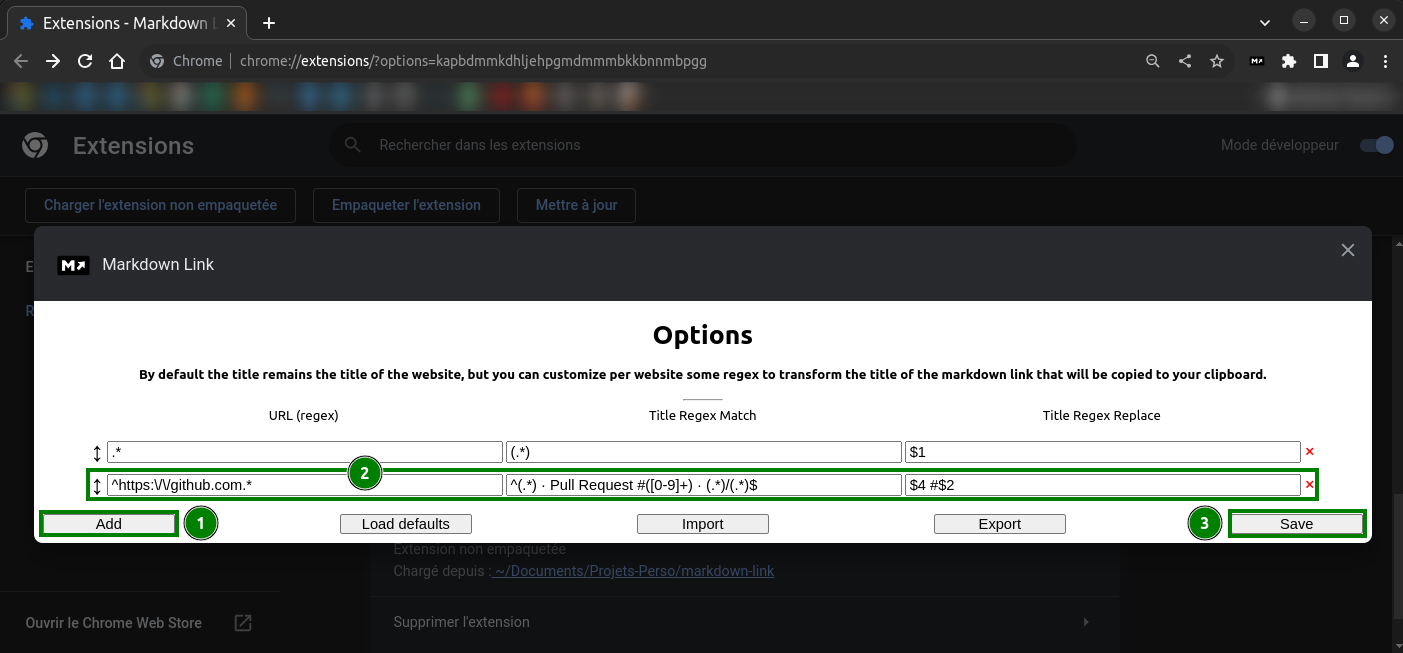 Extensions - Markdown L
Chrome | chrome://extensions/?options=kapbdmmkdhljehpgmdmmmbkkbnnmbpgg
Extensions
Rechercher dans les extensions
Mode développeur
Charger l'extension non empaquetée
Empaqueter l'extension
Mettre à jour
E
R
Markdown Link
Options
By default the title remains the title of the website, but you can customize per website some regex to transform the title of the markdown link that will be copied to your clipboard.
URL (regex) Title Regex Match Title Regex Replace
.* (.*) $1 ×
^https:\/\/github.com.* ^(.*) · Pull Request #([0-9]+) · (.*)/(.*)$ $4 #$2 ×
2
Add 1 Load defaults Import Export 3 Save
Extension non empaquetée
Chargé depuis : ~/Documents/Projets-Perso/markdown-link
Ouvrir le Chrome Web Store
Supprimer l'extension